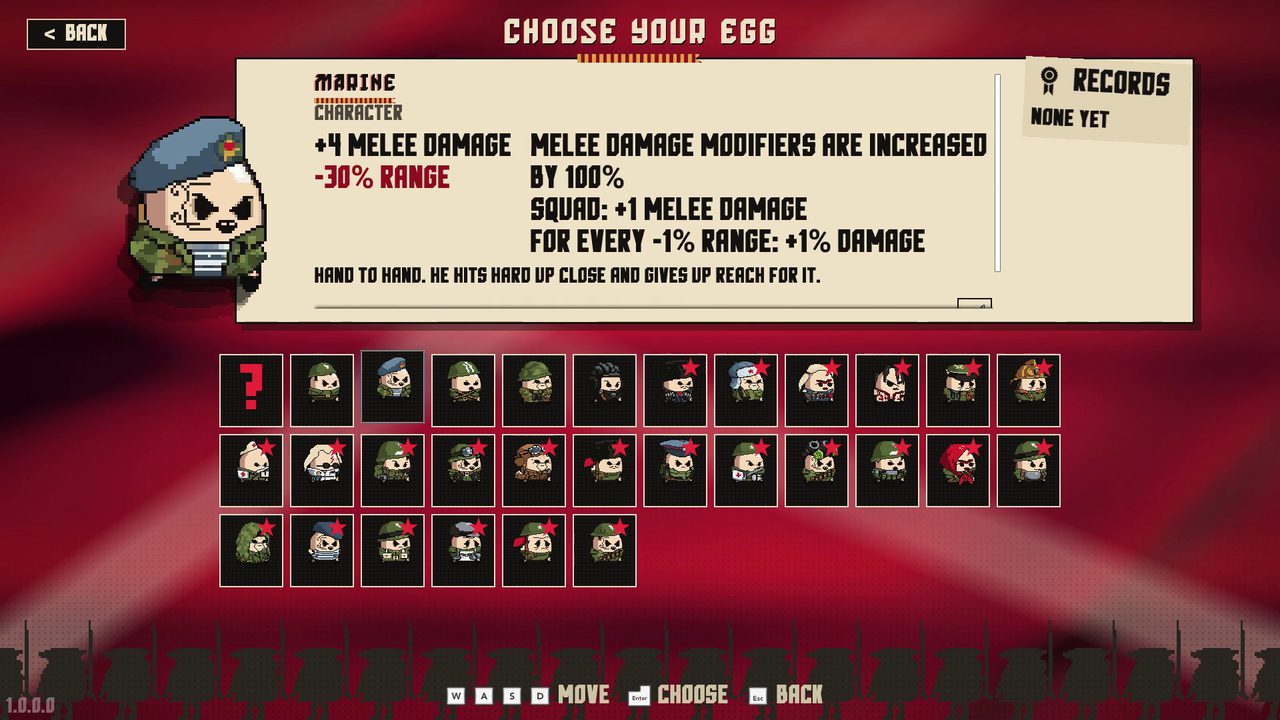 < BACK
CHOOSE YOUR EGG
MARINE
CHARACTER
+4 MELEE DAMAGE
-30% RANGE
MELEE DAMAGE MODIFIERS ARE INCREASED
BY 100%
SQUAD: +1 MELEE DAMAGE
FOR EVERY -1% RANGE: +1% DAMAGE
HAND TO HAND. HE HITS HARD UP CLOSE AND GIVES UP REACH FOR IT.
RECORDS
NONE YET
?
W A S D MOVE Enter CHOOSE Esc BACK
1.0.0.0